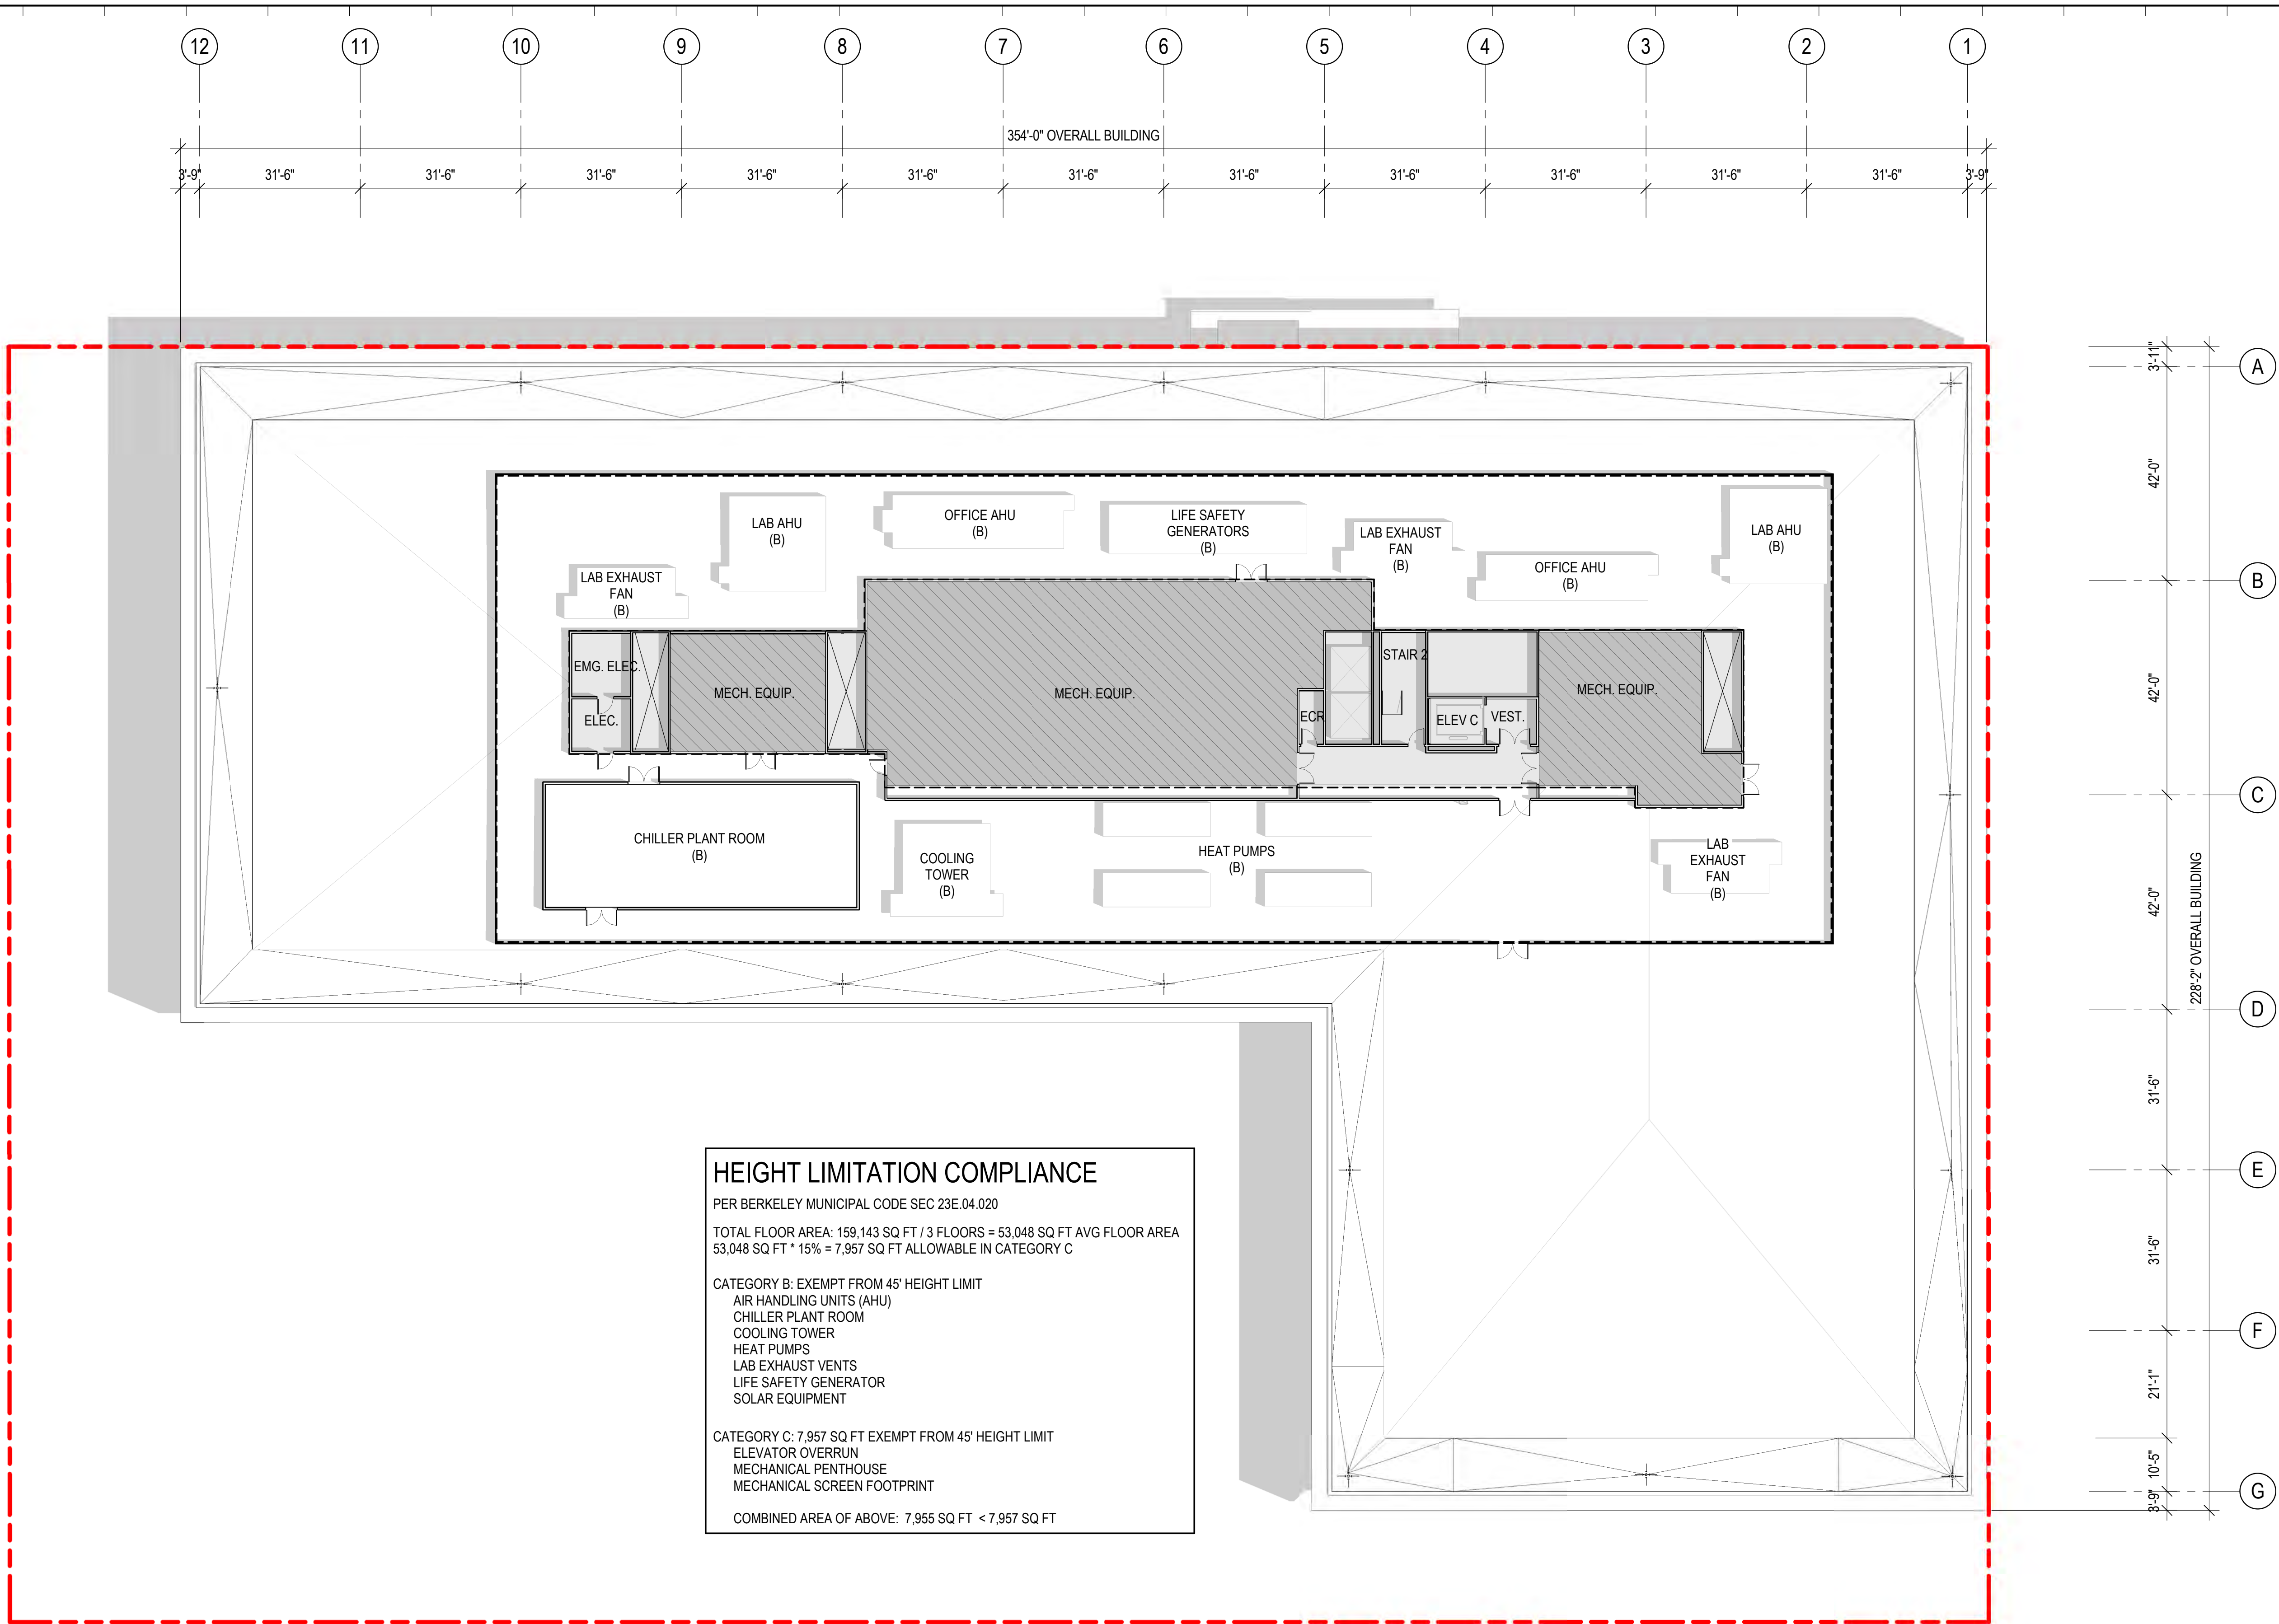 12 11 10 9 8 7 6 5 4 3 2 1
354'-0" OVERALL BUILDING
3'-9" 31'-6" 31'-6" 31'-6" 31'-6" 31'-6" 31'-6" 31'-6" 31'-6" 31'-6" 31'-6" 31'-6" 3'-9"
3'-11"
A
42'-0"
LAB AHU
(B)
OFFICE AHU
(B)
LIFE SAFETY
GENERATORS
(B)
LAB EXHAUST
FAN
(B)
OFFICE AHU
(B)
LAB AHU
(B)
LAB EXHAUST
FAN
(B)
B
EMG. ELEC.
ELEC.
MECH. EQUIP.
MECH. EQUIP.
ECR
STAIR 2
ELEV C
VEST.
MECH. EQUIP.
42'-0"
C
CHILLER PLANT ROOM
(B)
COOLING
TOWER
(B)
HEAT PUMPS
(B)
LAB
EXHAUST
FAN
(B)
42'-0"
228'-2" OVERALL BUILDING
D
31'-6"
E
31'-6"
F
21'-1"
10'-5"
G
3'-9"
HEIGHT LIMITATION COMPLIANCE
PER BERKELEY MUNICIPAL CODE SEC 23E.04.020
TOTAL FLOOR AREA: 159,143 SQ FT / 3 FLOORS = 53,048 SQ FT AVG FLOOR AREA
53,048 SQ FT * 15% = 7,957 SQ FT ALLOWABLE IN CATEGORY C
CATEGORY B: EXEMPT FROM 45' HEIGHT LIMIT
AIR HANDLING UNITS (AHU)
CHILLER PLANT ROOM
COOLING TOWER
HEAT PUMPS
LAB EXHAUST VENTS
LIFE SAFETY GENERATOR
SOLAR EQUIPMENT
CATEGORY C: 7,957 SQ FT EXEMPT FROM 45' HEIGHT LIMIT
ELEVATOR OVERRUN
MECHANICAL PENTHOUSE
MECHANICAL SCREEN FOOTPRINT
COMBINED AREA OF ABOVE: 7,955 SQ FT < 7,957 SQ FT